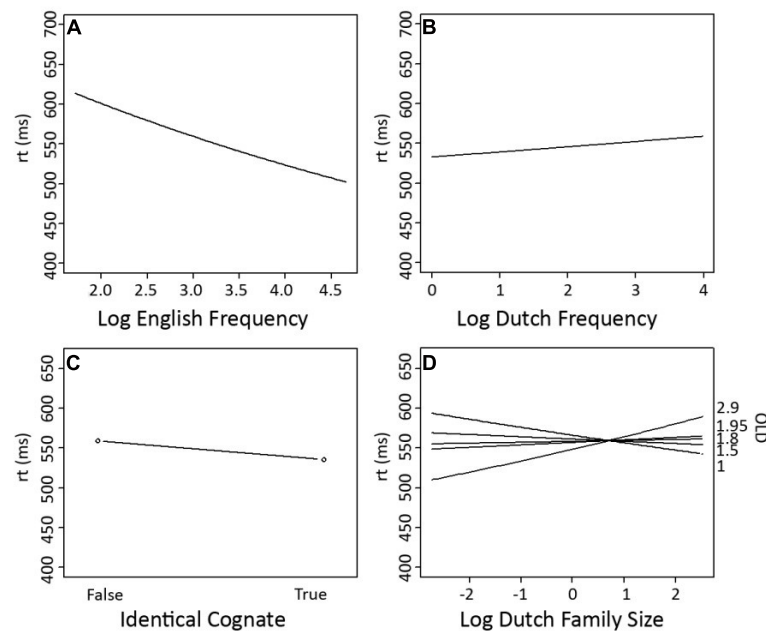 A
rt (ms)
700
650
600
550
500
450
400
2.0 2.5 3.0 3.5 4.0 4.5
Log English Frequency
B
rt (ms)
700
650
600
550
500
450
400
0 1 2 3 4
Log Dutch Frequency
C
rt (ms)
650
600
550
500
450
400
False True
Identical Cognate
D
rt (ms)
650
600
550
500
450
400
2.9
1.95
1.8
1.5
1
OLD
-2 -1 0 1 2
Log Dutch Family Size